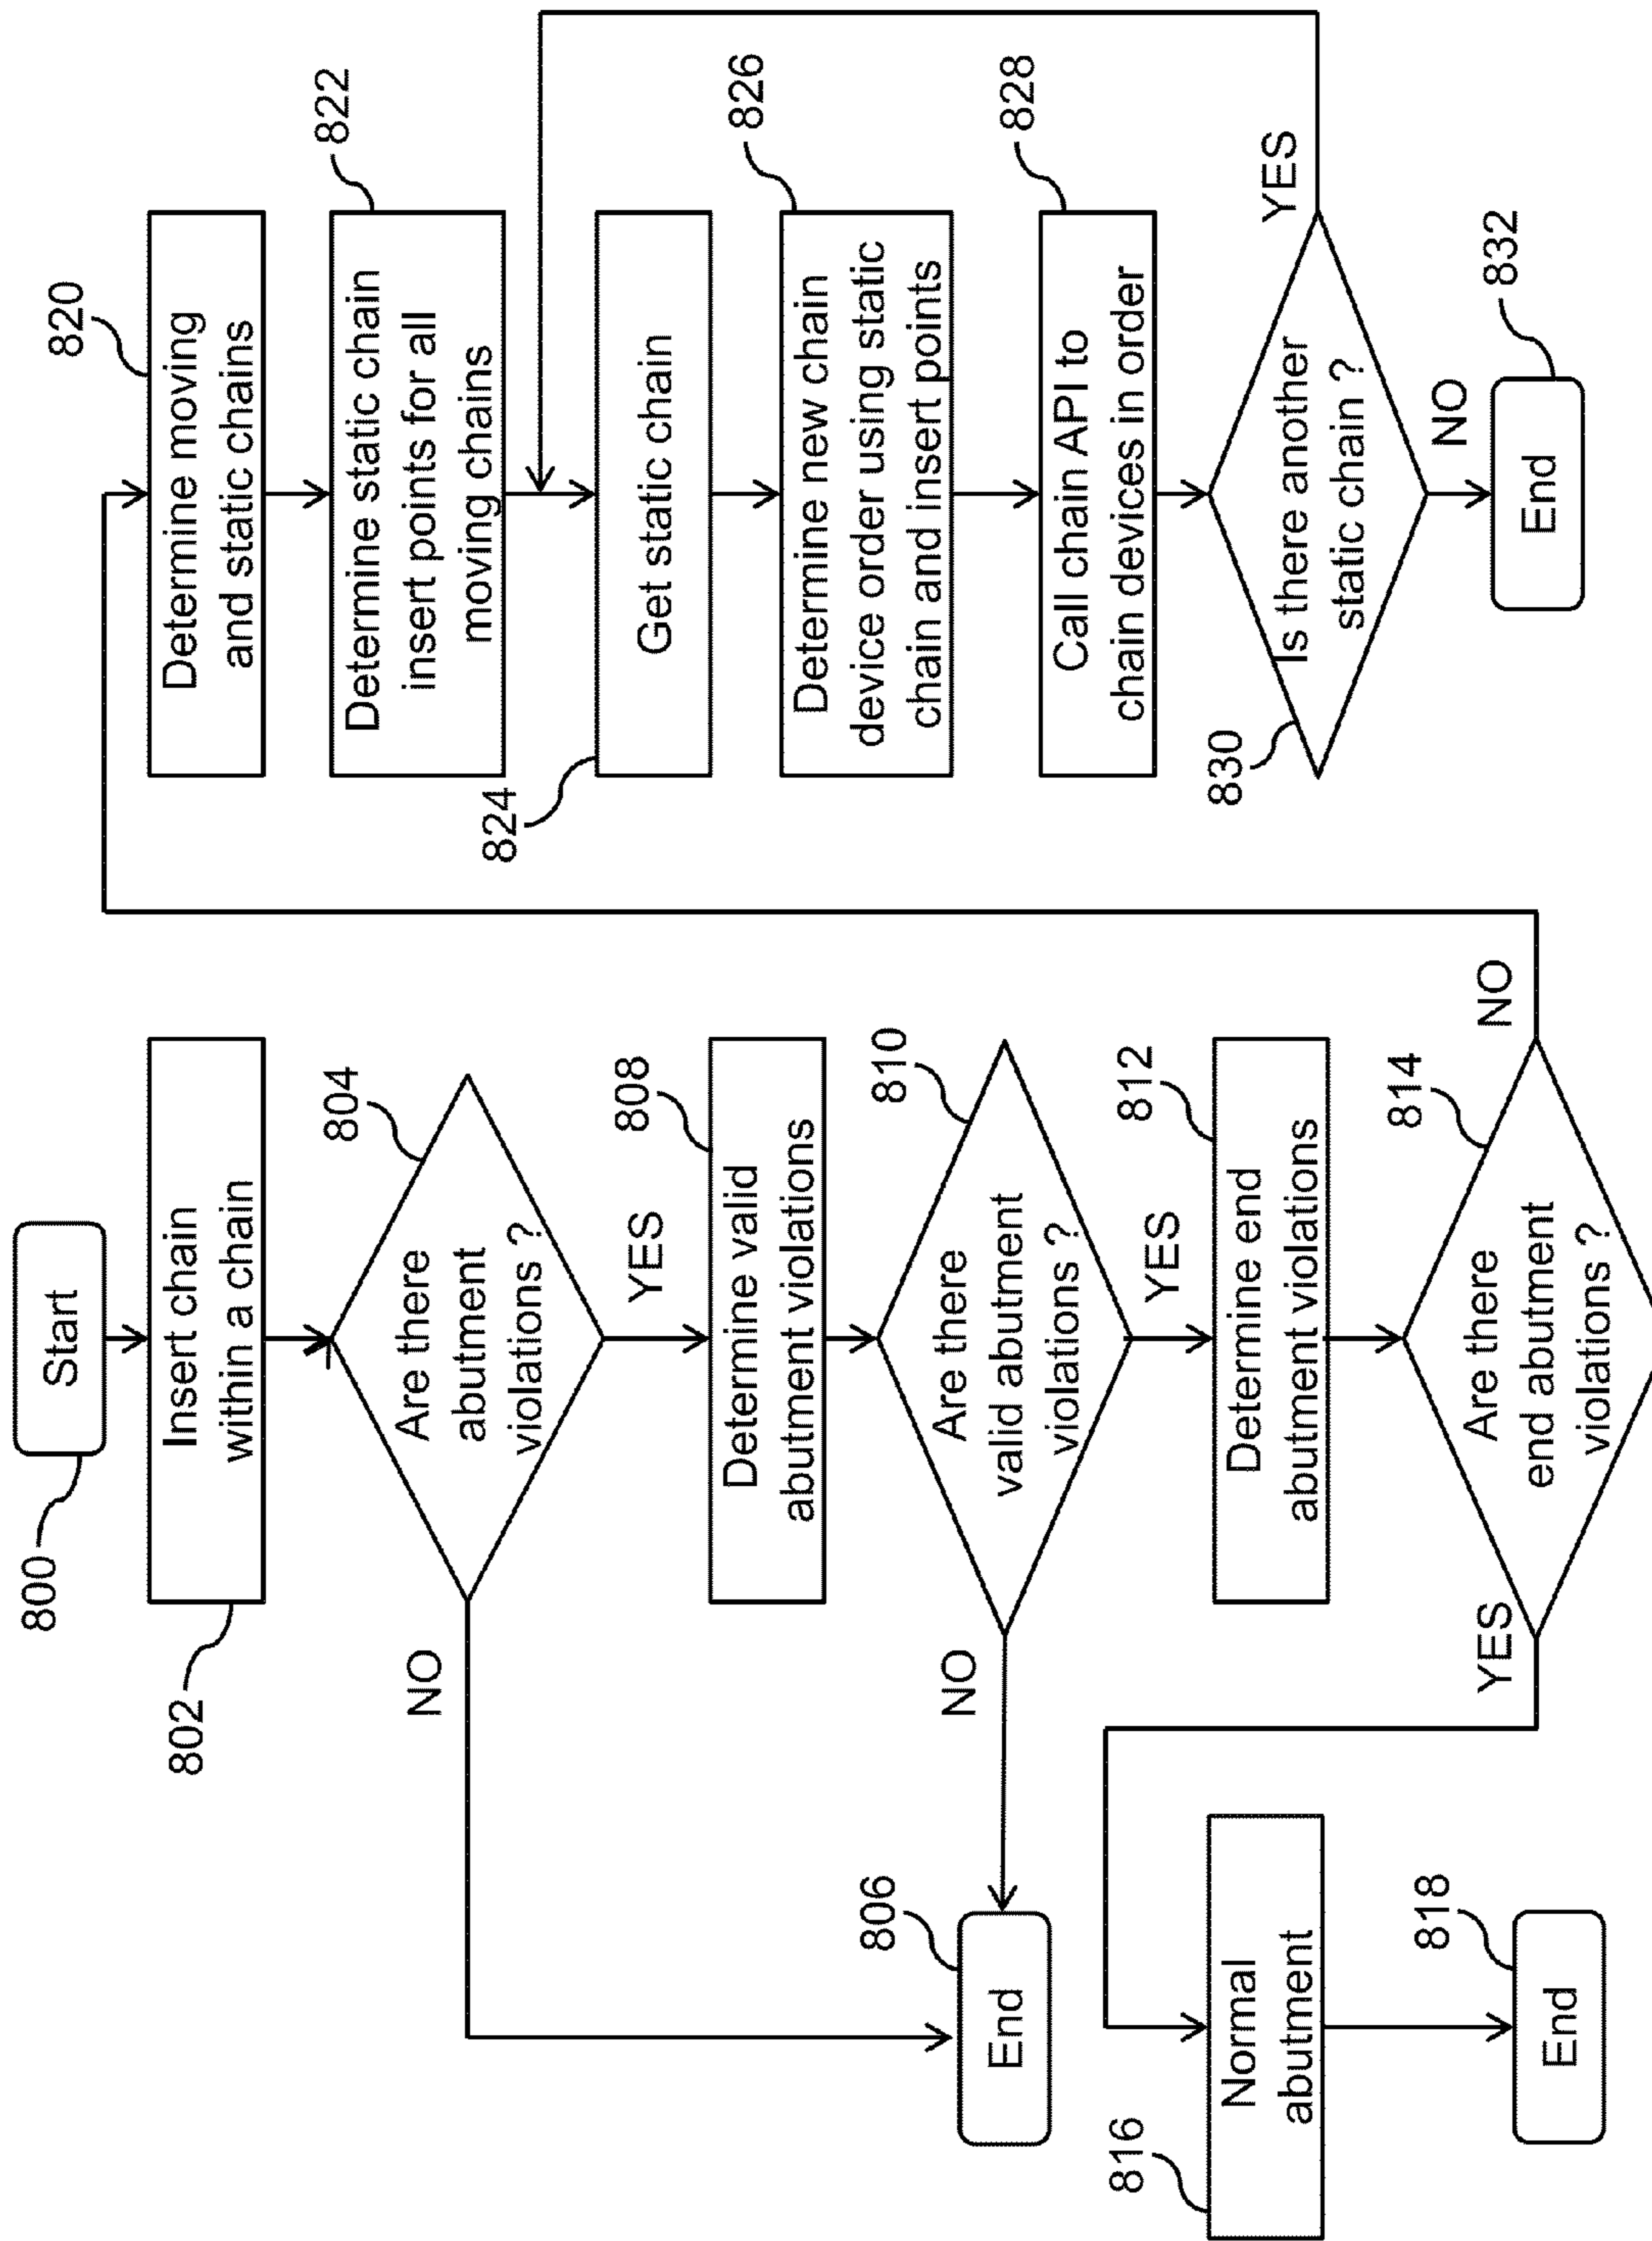 800
Start
802
Insert chain
within a chain
804
Are there
abutment
violations ?
NO
YES
806
End
808
Determine valid
abutment violations
810
Are there
valid abutment
violations ?
NO
YES
812
Determine end
abutment violations
814
Are there
end abutment
violations ?
YES
NO
816
Normal
abutment
818
End
820
Determine moving
and static chains
822
Determine static chain
insert points for all
moving chains
824
Get static chain
826
Determine new chain
device order using static
chain and insert points
828
Call chain API to
chain devices in order
830
Is there another
static chain ?
YES
NO
832
End